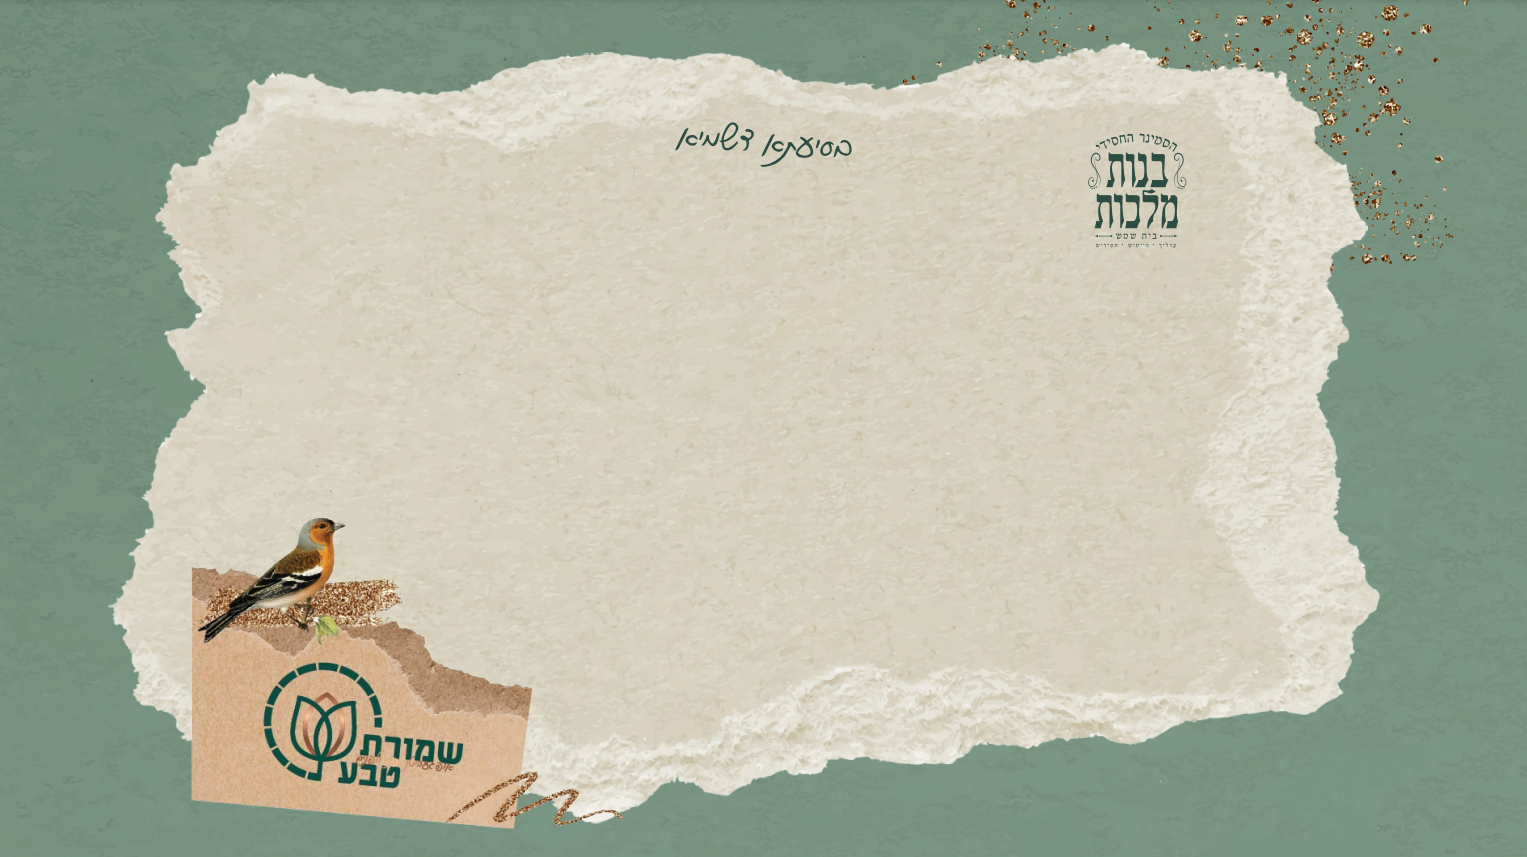 בסיעתא דשמיא
הסמינר החסידי
בנות
מלכות
בית שמש
שמורת
טבע